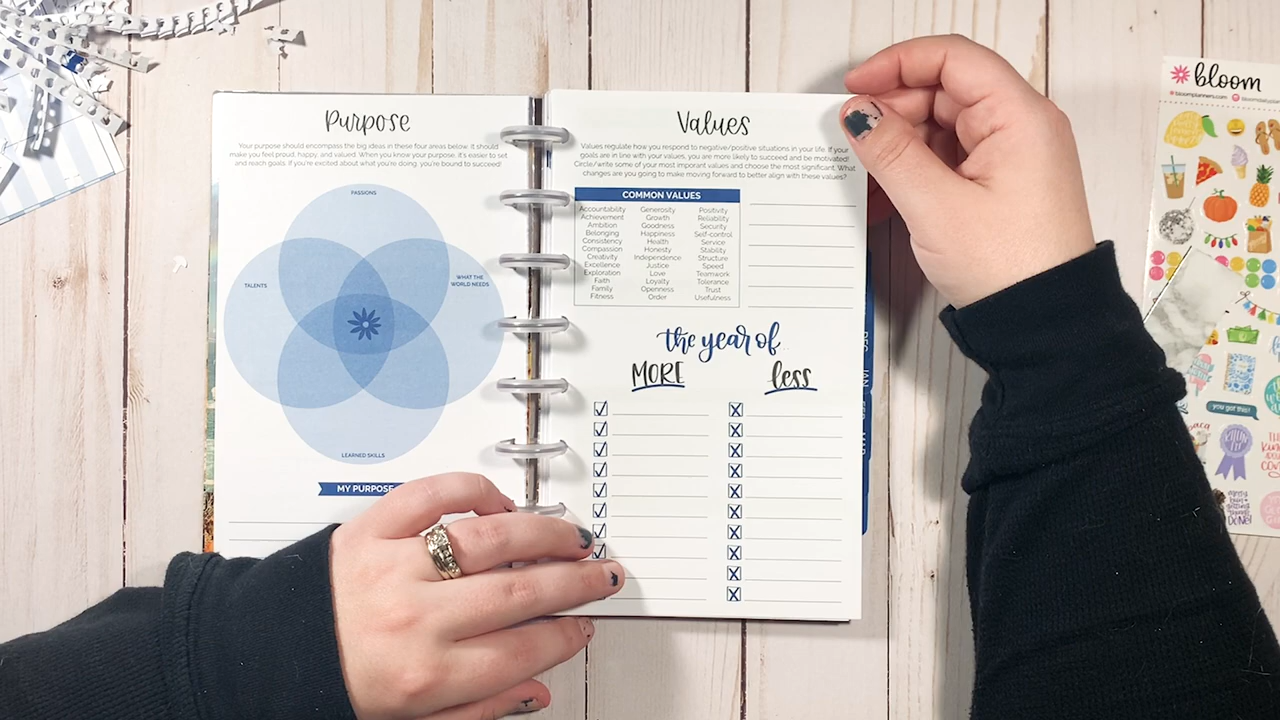 Purpose
Your purpose should encompass the big ideas in these four areas below. It should
make you feel proud, happy, and valued. When you know your purpose, it's easier to set
and reach goals. If you're excited about what you're doing, you're bound to succeed!
PASSIONS
TALENTS
WHAT THE
WORLD NEEDS
LEARNED SKILLS
MY PURPOSE
Values
Values regulate how you respond to negative/positive situations in your life. If your
goals are in line with your values, you are more likely to succeed and be motivated!
Circle/write some of your most important values and choose the most significant. What
changes are you going to make moving forward to better align with these values?
COMMON VALUES
Accountability Generosity Positivity
Achievement Growth Reliability
Ambition Goodness Security
Belonging Happiness Self-control
Consistency Health Service
Compassion Honesty Stability
Creativity Independence Structure
Excellence Justice Speed
Exploration Love Teamwork
Faith Loyalty Tolerance
Family Openness Trust
Fitness Order Usefulness
the year of...
MORE less
DEC
JAN
FEB
MAR
bloom
bloomplanners.com
you got this!